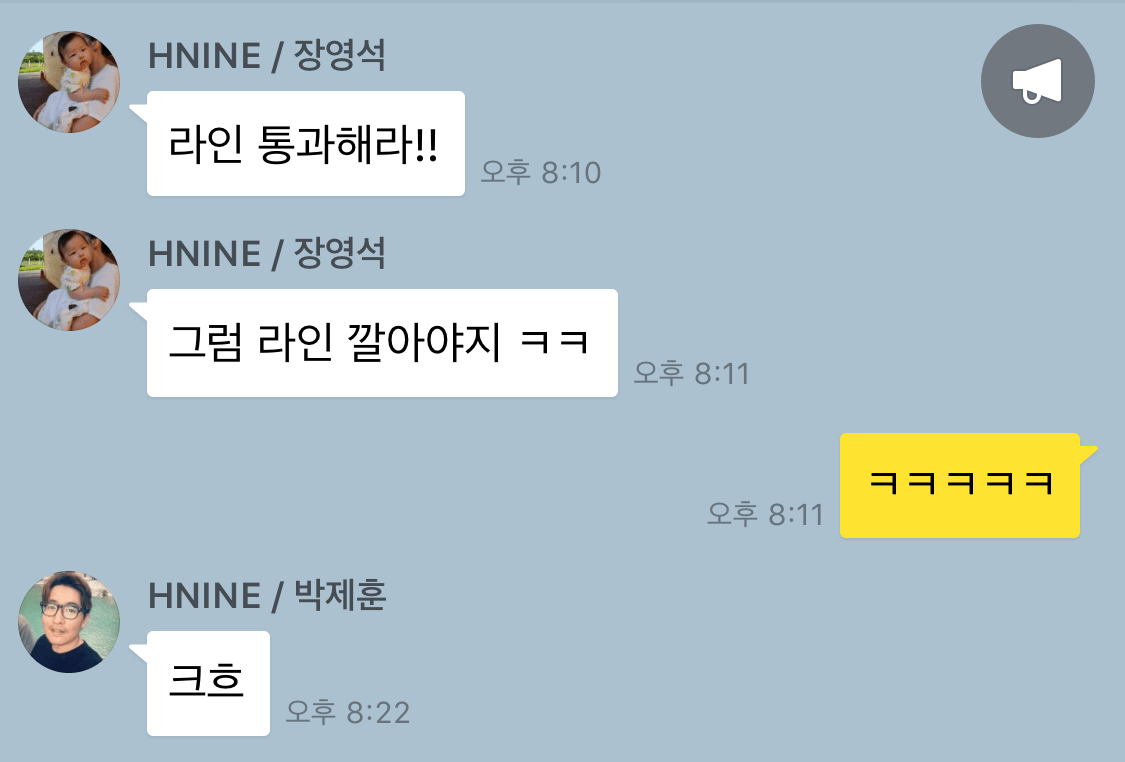 HNINE / 장영석
라인 통과해라!!
오후 8:10
HNINE / 장영석
그럼 라인 깔아야지 ㅋㅋ
오후 8:11
ㅋㅋㅋㅋㅋ
오후 8:11
HNINE / 박제훈
크흐
오후 8:22